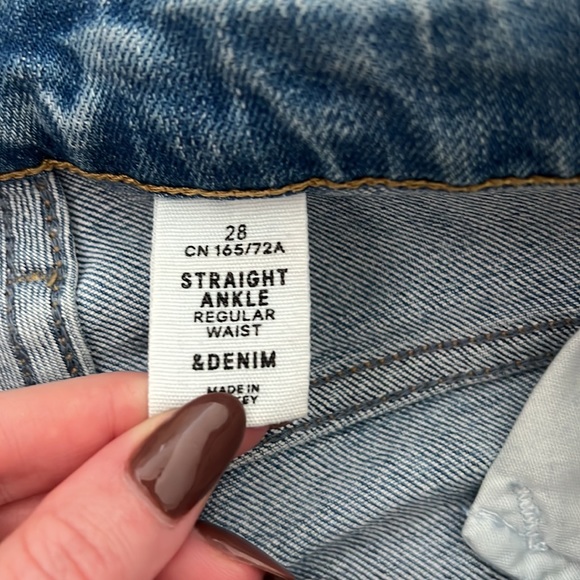 28
CN 165/72A
STRAIGHT
ANKLE
REGULAR
WAIST
&DENIM
MADE IN